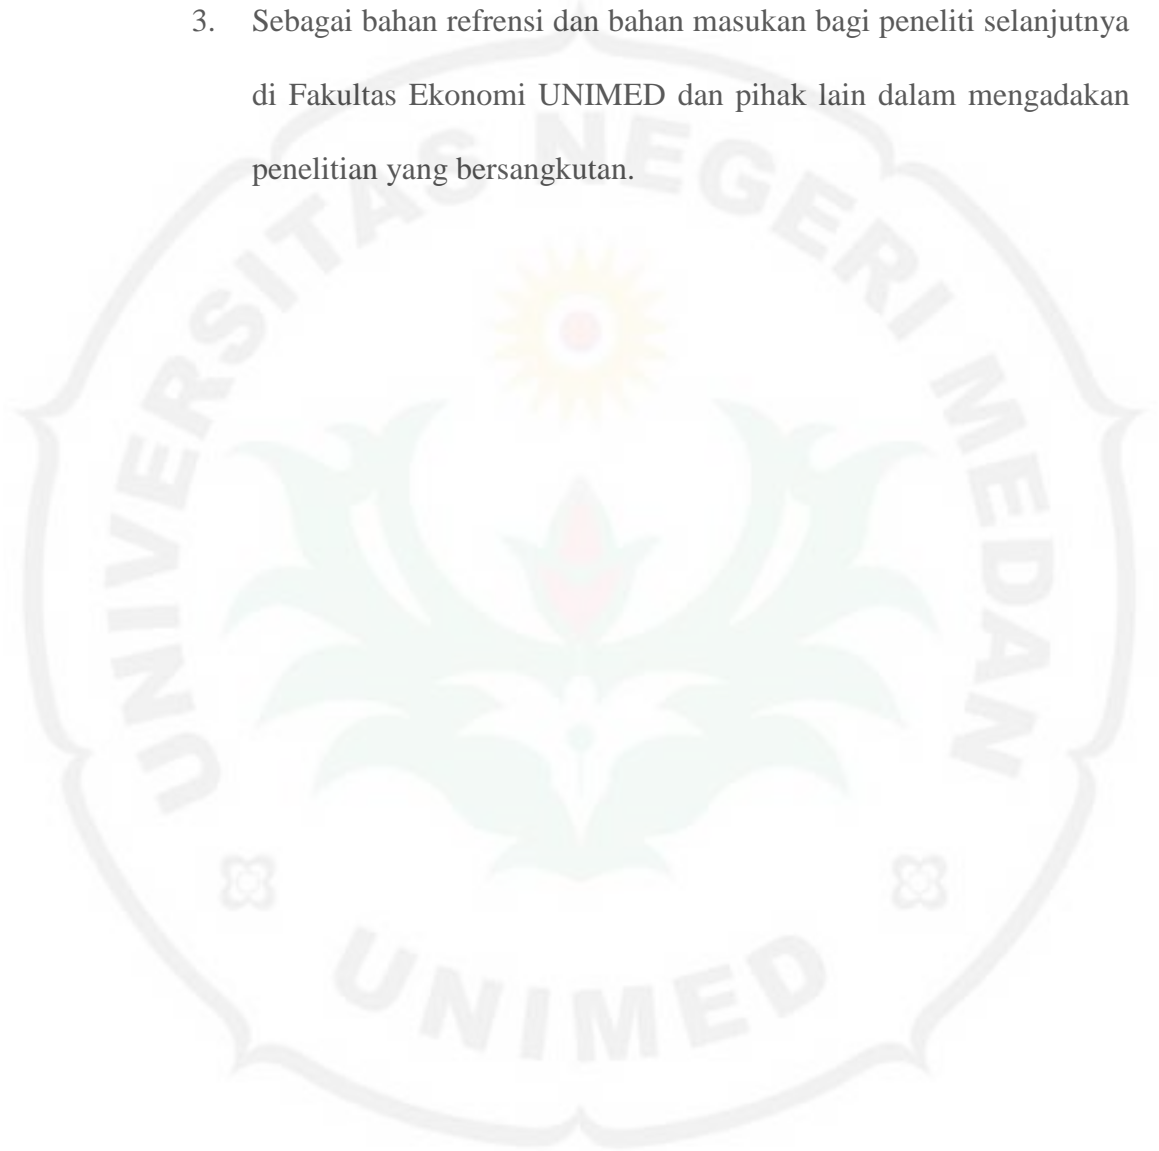 3. Sebagai bahan refrensi dan bahan masukan bagi peneliti selanjutnya
di Fakultas Ekonomi UNIMED dan pihak lain dalam mengadakan
penelitian yang bersangkutan.
UNIVERSITAS NEGERI MEDAN
UNIMED